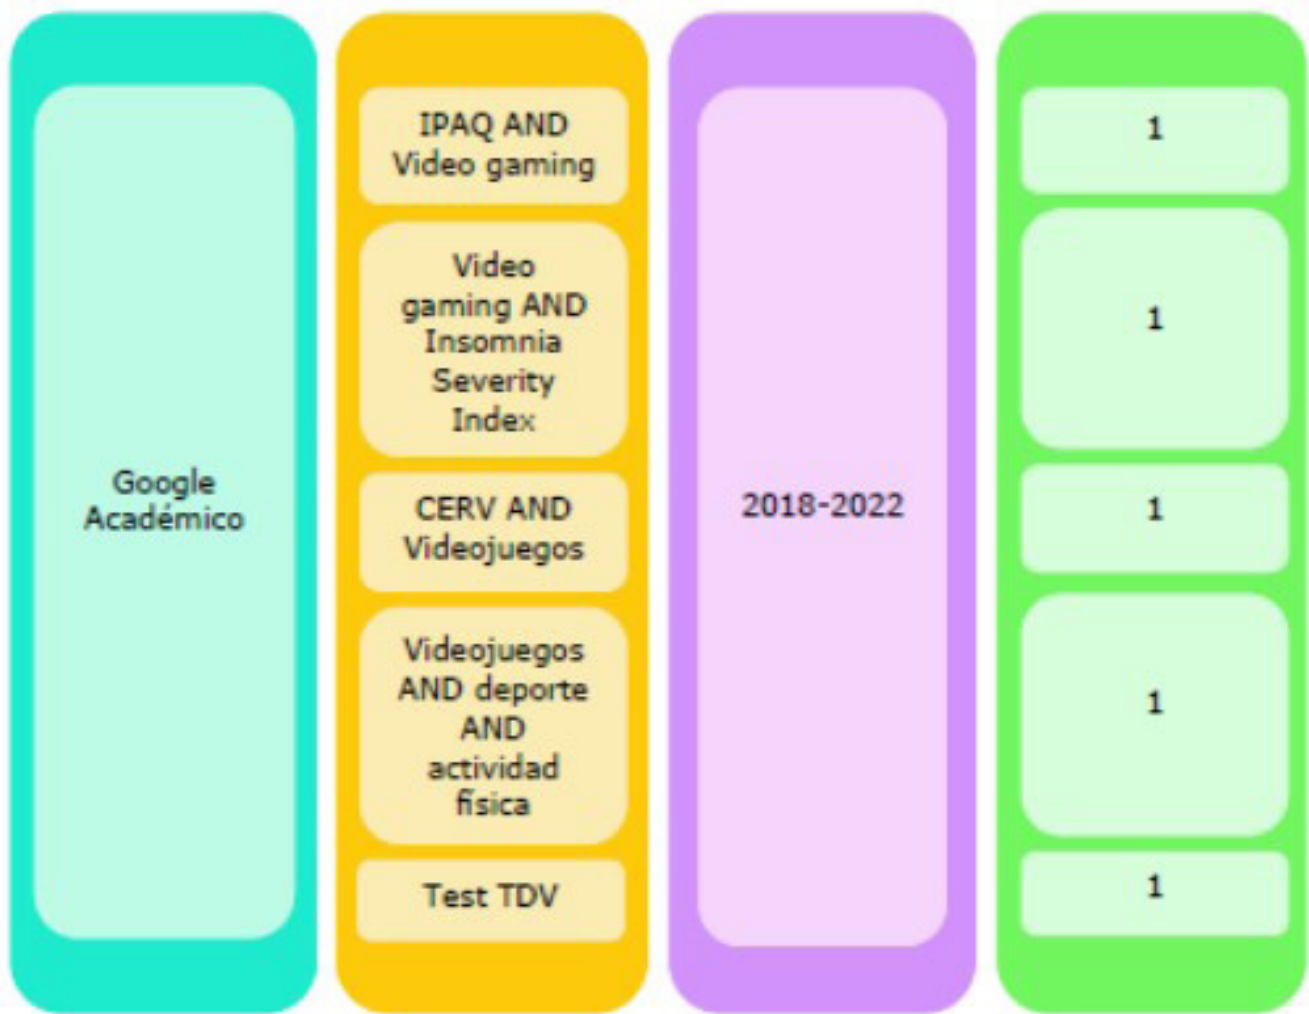 Google
Académico
IPAQ AND
Video gaming
Video
gaming AND
Insomnia
Severity
Index
CERV AND
Videojuegos
Videojuegos
AND deporte
AND
actividad
física
Test TDV
2018-2022
1
1
1
1
1